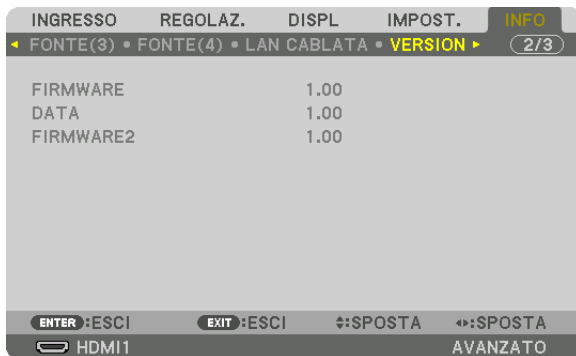 INGRESSO REGOLAZ. DISPL IMPOST. INFO
FONTE(3) • FONTE(4) • LAN CABLATA • VERSION 2/3
FIRMWARE 1.00
DATA 1.00
FIRMWARE2 1.00
ENTER :ESCI EXIT :ESCI :SPOSTA :SPOSTA
HDMI1 AVANZATO